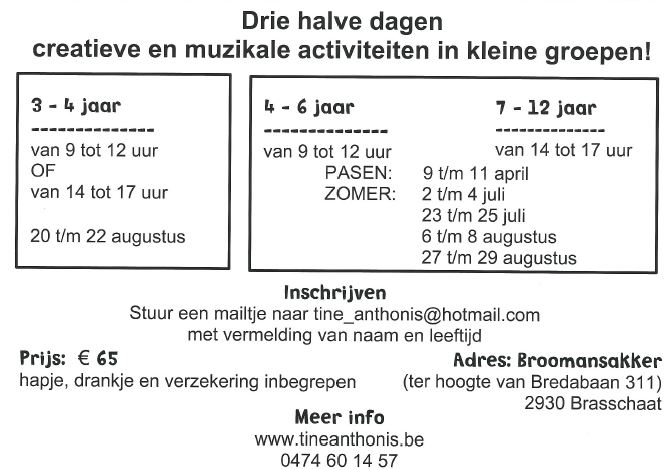 Drie halve dagen
creatieve en muzikale activiteiten in kleine groepen!
3 - 4 jaar
--------------
van 9 tot 12 uur
OF
van 14 tot 17 uur
20 t/m 22 augustus
4 - 6 jaar
--------------
van 9 tot 12 uur
7 - 12 jaar
-------------
van 14 tot 17 uur
PASEN: 9 t/m 11 april
ZOMER: 2 t/m 4 juli
23 t/m 25 juli
6 t/m 8 augustus
27 t/m 29 augustus
Inschrijven
Stuur een mailtje naar tine_anthonis@hotmail.com
met vermelding van naam en leeftijd
Prijs: € 65
hapje, drankje en verzekering inbegrepen
Adres: Broomansakker
(ter hoogte van Bredabaan 311)
2930 Brasschaat
Meer info
www.tineanthonis.be
0474 60 14 57